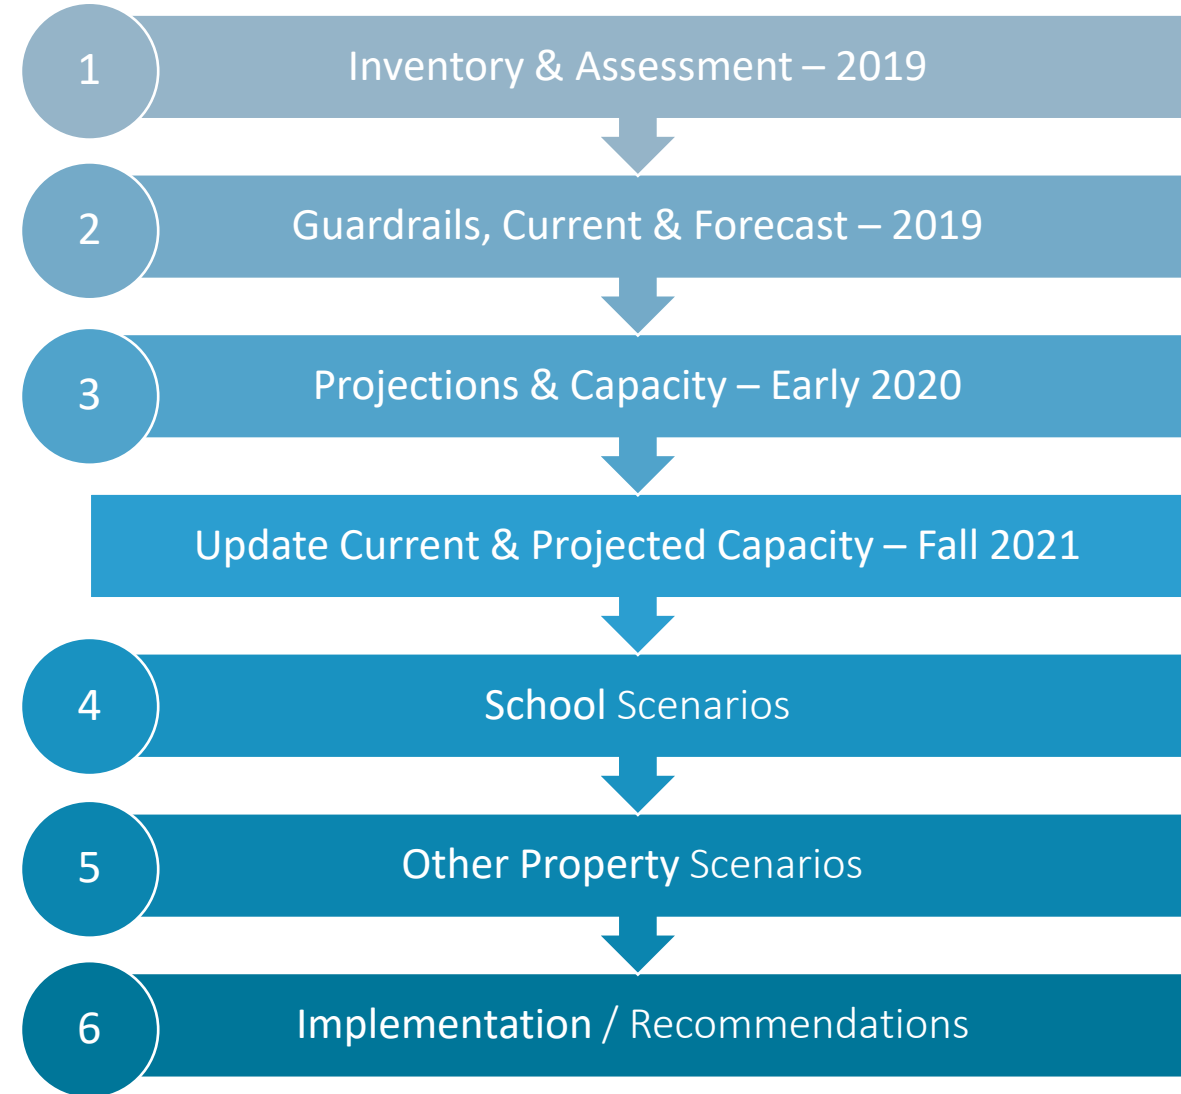 1
Inventory & Assessment – 2019
2
Guardrails, Current & Forecast – 2019
3
Projections & Capacity – Early 2020
Update Current & Projected Capacity – Fall 2021
4
School Scenarios
5
Other Property Scenarios
6
Implementation / Recommendations